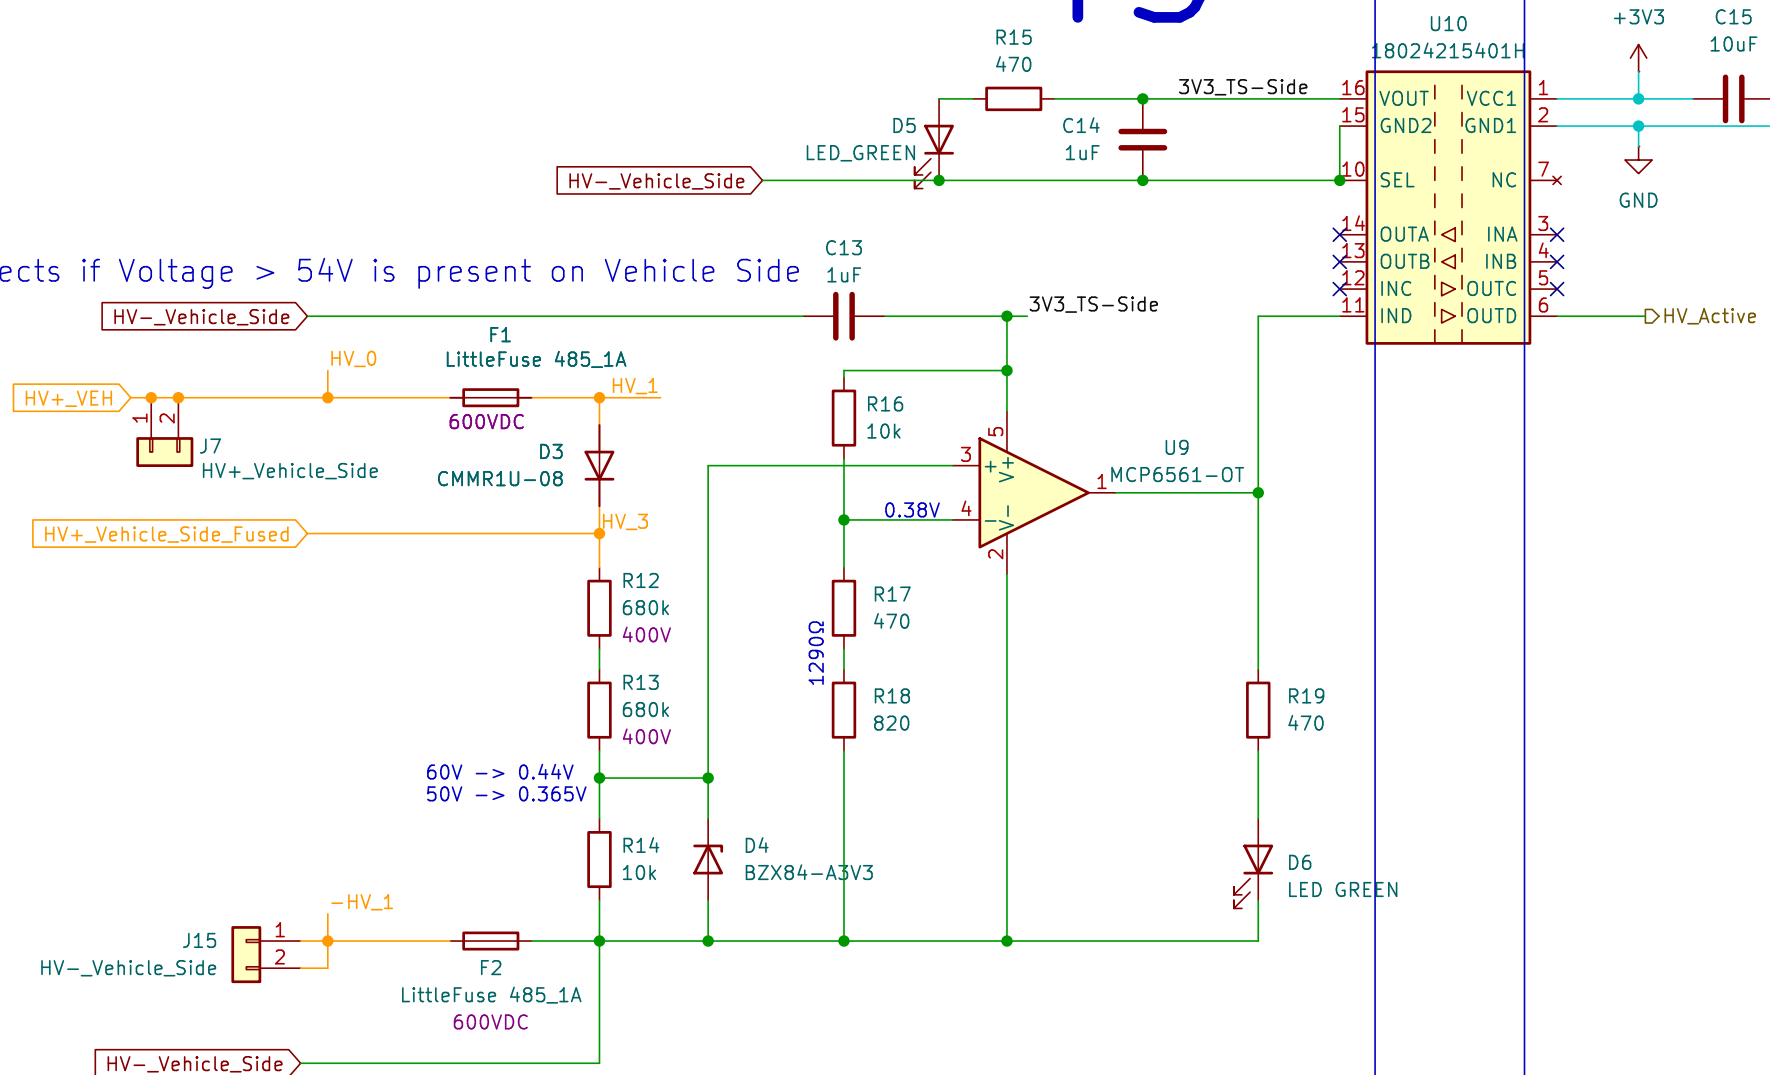 U10
18024215401H
+3V3
C15
10uF
R15
470
3V3_TS-Side
16
VOUT
VCC1
1
15
GND2
GND1
2
D5
LED_GREEN
C14
1uF
HV-_Vehicle_Side
10
SEL
NC
7
GND
14
OUTA
INA
3
13
OUTB
INB
4
12
INC
OUTC
5
11
IND
OUTD
6
HV_Active
C13
1uF
ects if Voltage > 54V is present on Vehicle Side
HV-_Vehicle_Side
3V3_TS-Side
F1
LittleFuse 485_1A
600VDC
HV_0
HV_1
HV+_VEH
1
2
J7
HV+_Vehicle_Side
D3
CMMR1U-08
R16
10k
5
3
+
V+
U9
MCP6561-OT
1
0.38V
4
-
V-
2
HV_3
HV+_Vehicle_Side_Fused
R12
680k
400V
R17
470
1290Ω
R13
680k
400V
R18
820
R19
470
60V -> 0.44V
50V -> 0.365V
R14
10k
D4
BZX84-A3V3
D6
LED GREEN
-HV_1
J15
HV-_Vehicle_Side
1
2
F2
LittleFuse 485_1A
600VDC
HV-_Vehicle_Side